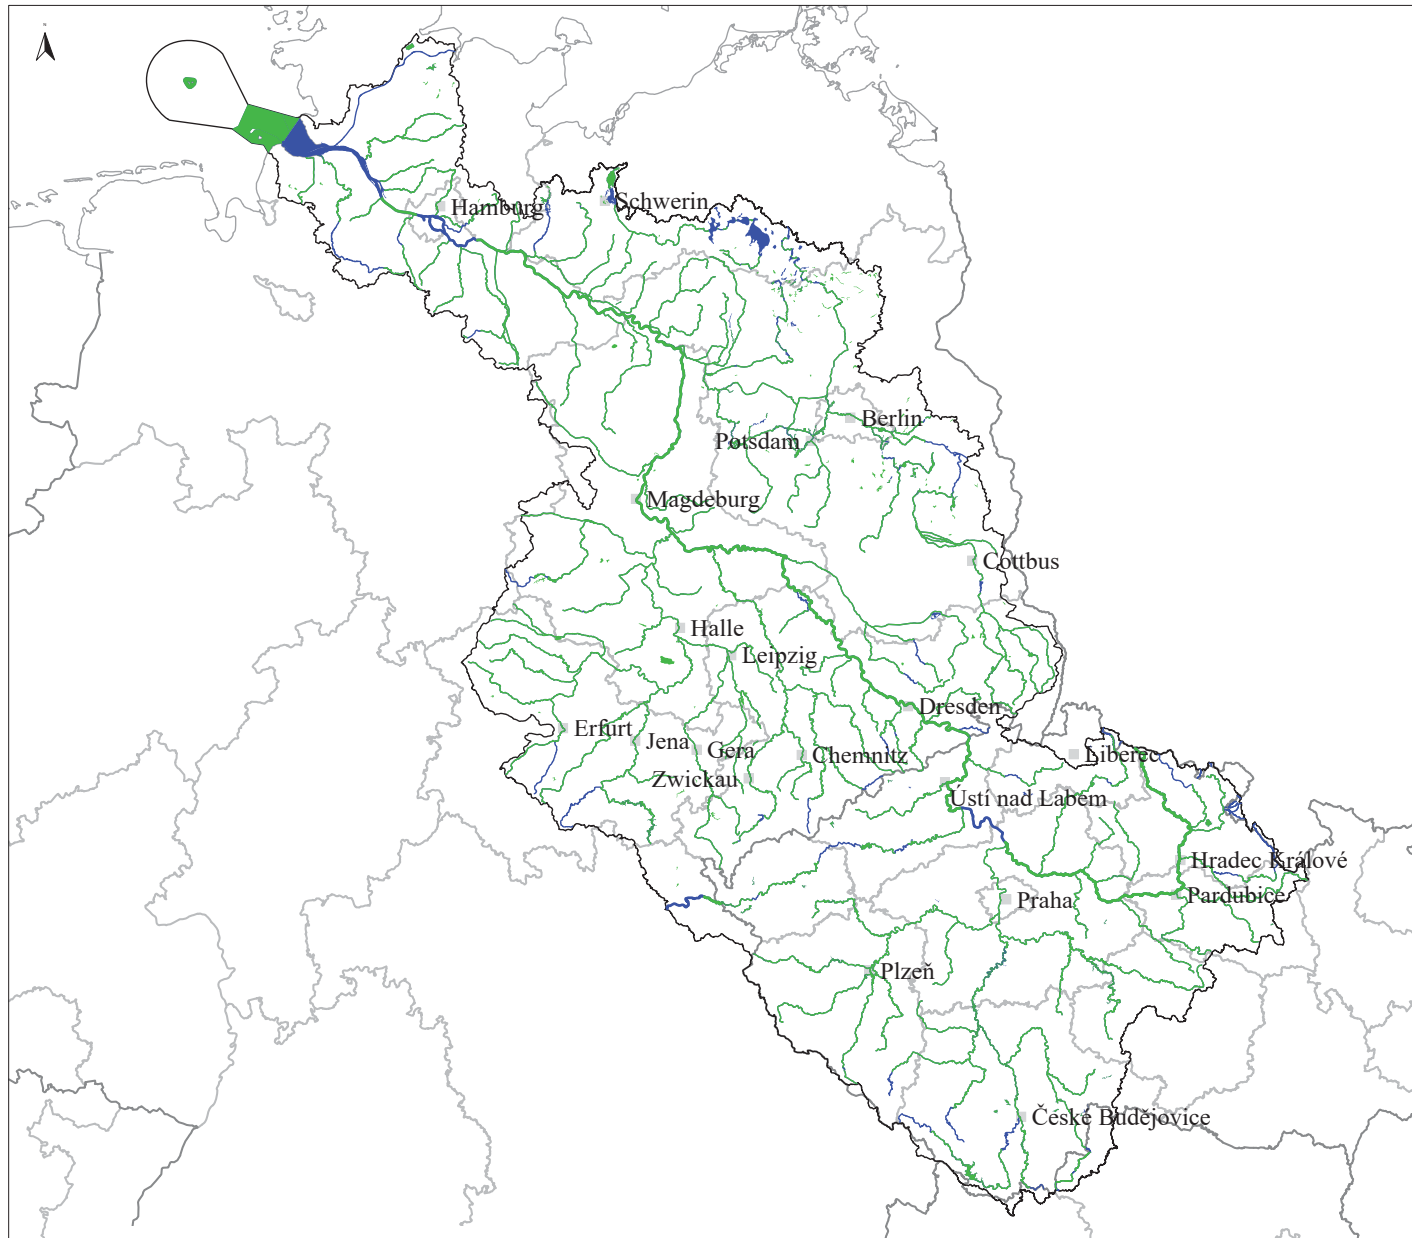 Hamburg
Schwerin
Berlin
Potsdam
Magdeburg
Cottbus
Halle
Leipzig
Dresden
Erfurt
Jena
Gera
Chemnitz
Liberec
Zwickau
Ústí nad Labem
Hradec Králové
Pardubice
Praha
Plzeň
České Budějovice